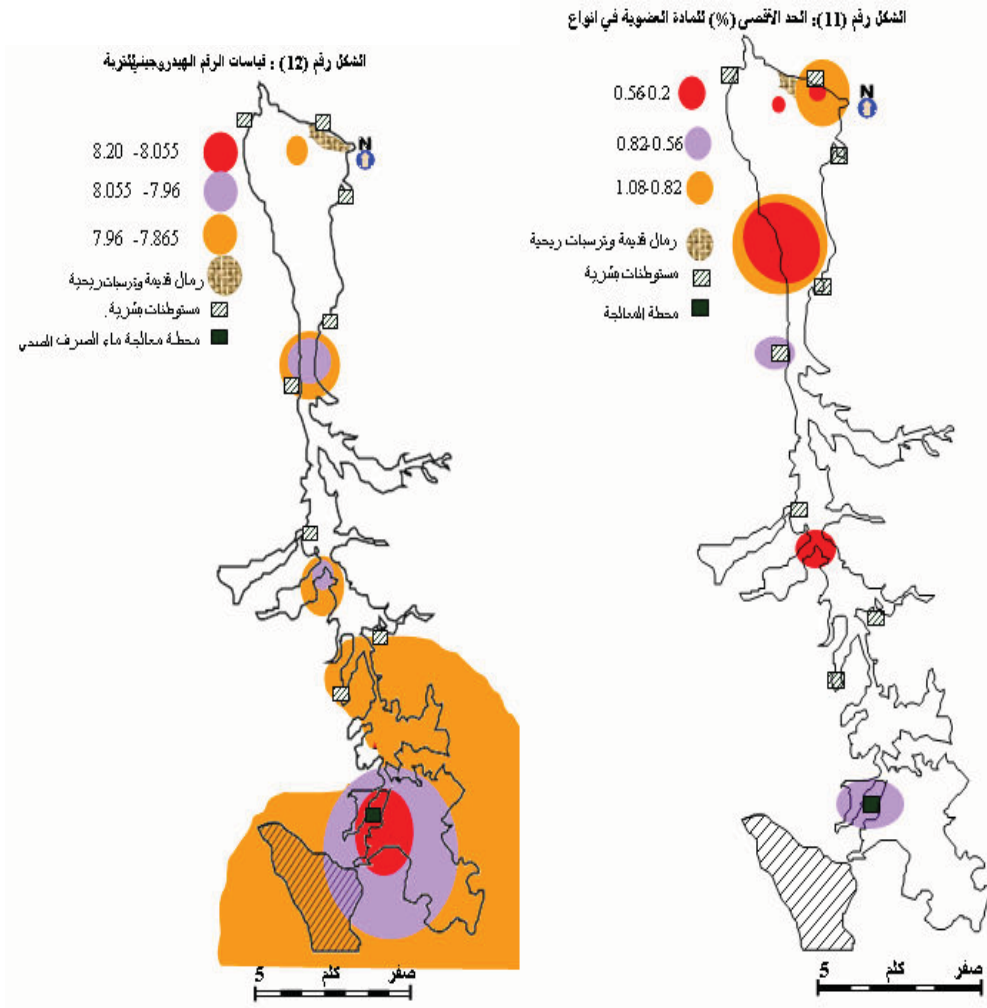 الشكل رقم (11): الحد الأقصى (%) للمادة العضوية في انواع
N
0.56-0.2
0.82-0.56
1.08-0.82
رمال قديمة وترسبات ريحية
مستوطنات بشرية
محطة المعالجة
صفر كلم 5
الشكل رقم (12) : قياسات الرقم الهيدروجيني للتربة
N
8.20 -8.055
8.055 -7.96
7.96 -7.865
رمال قديمة وترسبات ريحية
مستوطنات بشرية.
محطة معالجة ماء الصرف الصحي
صفر كلم 5